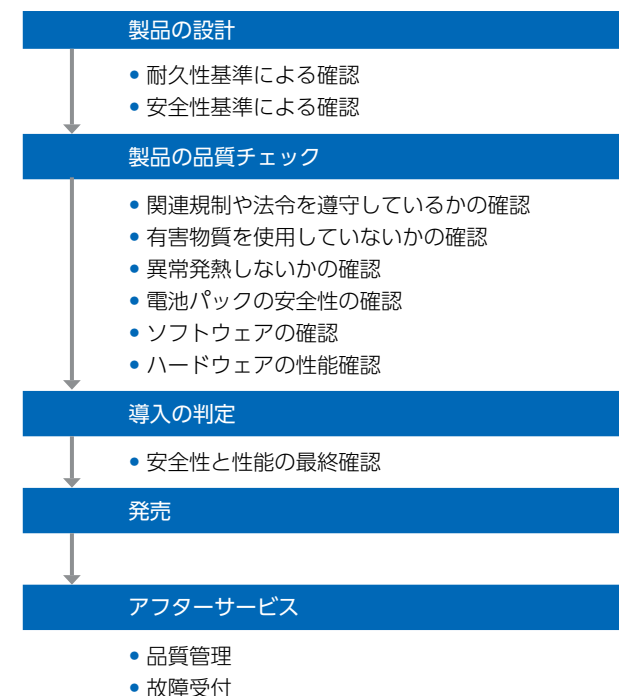 製品の設計
• 耐久性基準による確認
• 安全性基準による確認
製品の品質チェック
• 関連規制や法令を遵守しているかの確認
• 有害物質を使用していないかの確認
• 異常発熱しないかの確認
• 電池パックの安全性の確認
• ソフトウェアの確認
• ハードウェアの性能確認
導入の判定
• 安全性と性能の最終確認
発売
アフターサービス
• 品質管理
• 故障受付